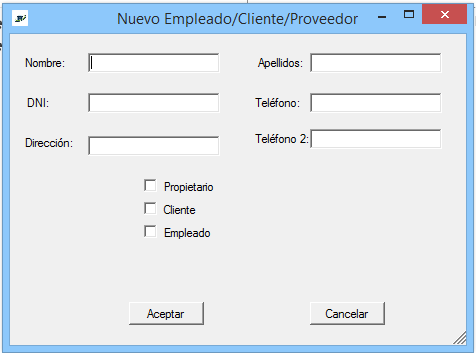 Nuevo Empleado/Cliente/Proveedor
Nombre: Apellidos:
DNI: Teléfono:
Dirección: Teléfono 2:
Propietario
Cliente
Empleado
Aceptar Cancelar